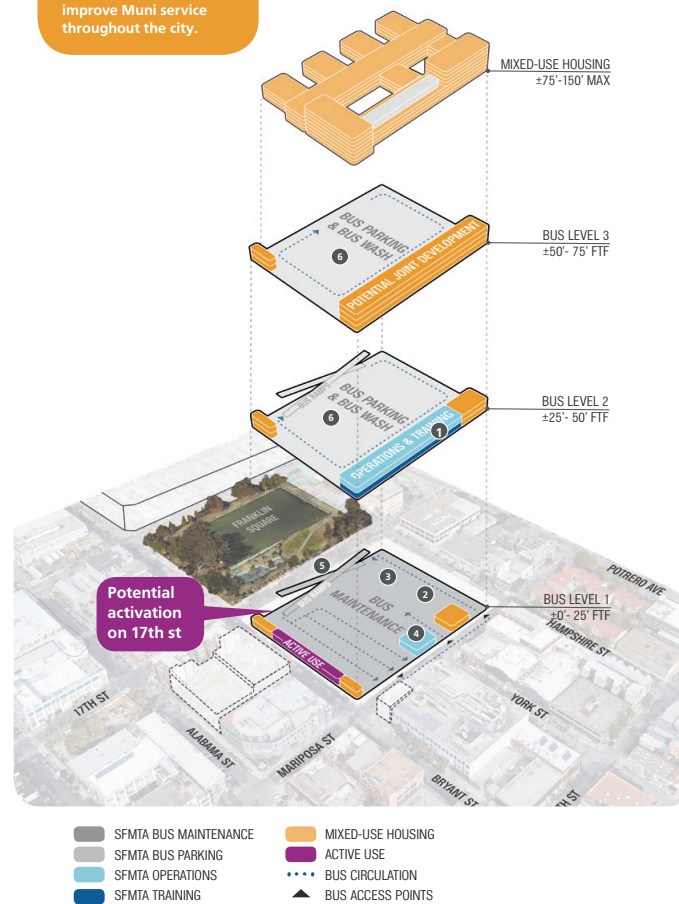 improve Muni service
throughout the city.
MIXED-USE HOUSING
±75'-150' MAX
BUS PARKING
& BUS WASH
6
POTENTIAL JOINT DEVELOPMENT
BUS LEVEL 3
±50'- 75' FTF
BUS RAMPS
BUS PARKING
& BUS WASH
6
1
OPERATIONS & TRAINING
BUS LEVEL 2
±25'- 50' FTF
FRANKLIN
SQUARE
5
3
2
4
BUS
BUS
MAINTENANCE
ACTIVE USE
Potential
activation
on 17th st
BUS LEVEL 1
±0'- 25' FTF
POTRERO AVE
HAMPSHIRE ST
YORK ST
BRYANT ST
17TH ST
ALABAMA ST
MARIPOSA ST
TH ST
SFMTA BUS MAINTENANCE
SFMTA BUS PARKING
SFMTA OPERATIONS
SFMTA TRAINING
MIXED-USE HOUSING
ACTIVE USE
BUS CIRCULATION
BUS ACCESS POINTS